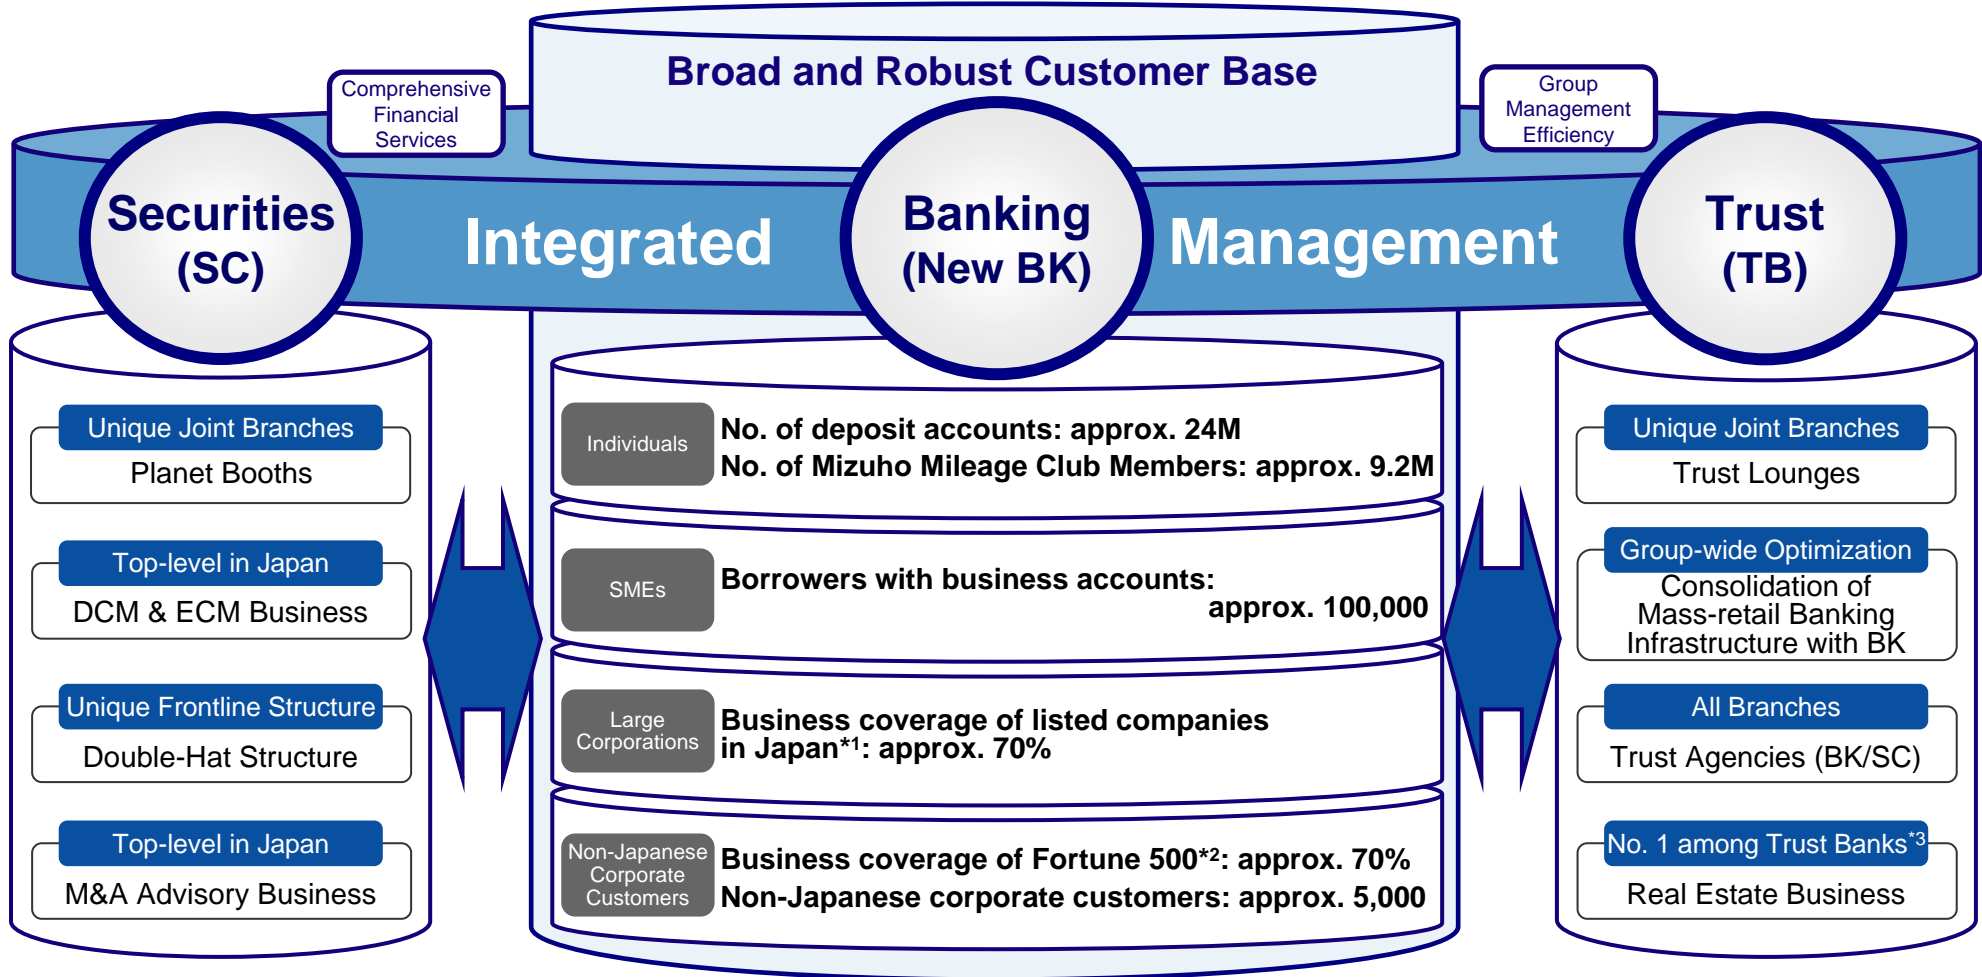 Broad and Robust Customer Base
Comprehensive
Financial
Services
Group
Management
Efficiency
Securities
(SC)
Integrated
Banking
(New BK)
Management
Trust
(TB)
Unique Joint Branches
Planet Booths
Top-level in Japan
DCM & ECM Business
Unique Frontline Structure
Double-Hat Structure
Top-level in Japan
M&A Advisory Business
Individuals
No. of deposit accounts: approx. 24M
No. of Mizuho Mileage Club Members: approx. 9.2M
SMEs
Borrowers with business accounts:
approx. 100,000
Large
Corporations
Business coverage of listed companies
in Japan*1: approx. 70%
Non-Japanese
Corporate
Customers
Business coverage of Fortune 500*2: approx. 70%
Non-Japanese corporate customers: approx. 5,000
Unique Joint Branches
Trust Lounges
Group-wide Optimization
Consolidation of
Mass-retail Banking
Infrastructure with BK
All Branches
Trust Agencies (BK/SC)
No. 1 among Trust Banks*3
Real Estate Business